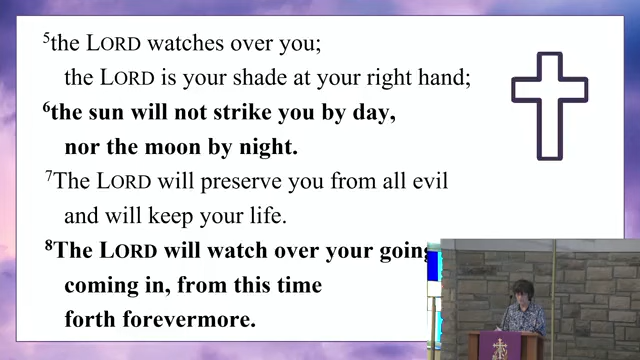 ⁵the LORD watches over you;
the LORD is your shade at your right hand;
⁶the sun will not strike you by day,
nor the moon by night.
⁷The LORD will preserve you from all evil
and will keep your life.
⁸The LORD will watch over your going
coming in, from this time
forth forevermore.